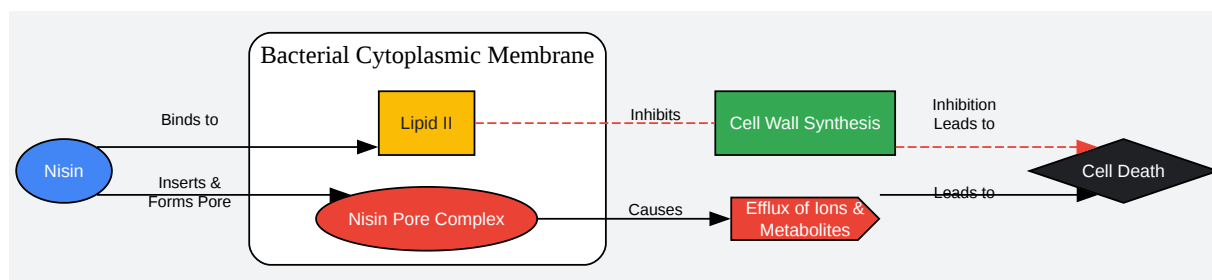 Bacterial Cytoplasmic Membrane
Nisin
Binds to
Inserts &
Forms Pore
Lipid II
Nisin Pore Complex
Inhibits
Causes
Cell Wall Synthesis
Efflux of Ions &
Metabolites
Inhibition
Leads to
Leads to
Cell Death